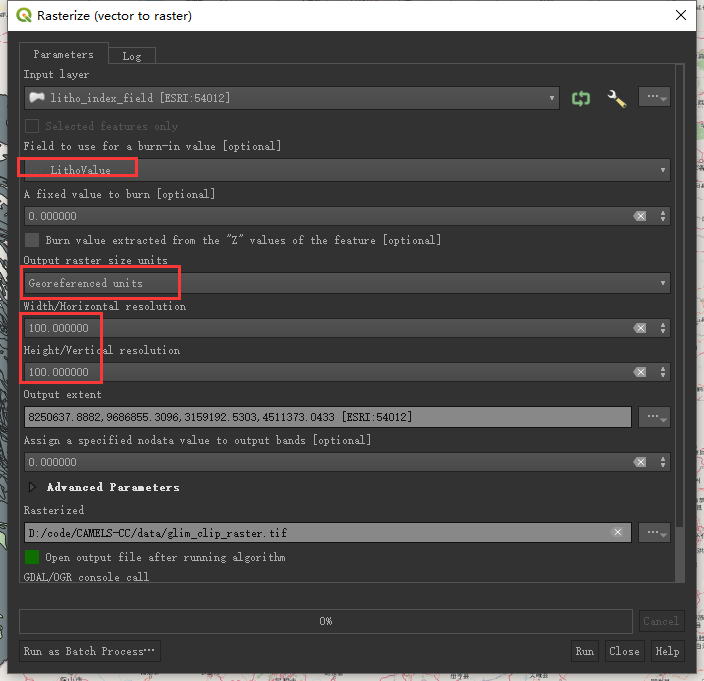 Rasterize (vector to raster)
Parameters
Log
Input layer
litho_index_field [ESRI:54012]
Selected features only
Field to use for a burn-in value [optional]
LithoValue
A fixed value to burn [optional]
0.000000
Burn value extracted from the "Z" values of the feature [optional]
Output raster size units
Georeferenced units
Width/Horizontal resolution
100.000000
Height/Vertical resolution
100.000000
Output extent
8250637.8882,9686855.3096,3159192.5303,4511373.0433 [ESRI:54012]
Assign a specified nodata value to output bands [optional]
0.000000
Advanced Parameters
Rasterized
D:/code/CAMELS-CC/data/glim_clip_raster.tif
Open output file after running algorithm
GDAL/OGR console call
0%
Cancel
Run as Batch Process…
Run
Close
Help